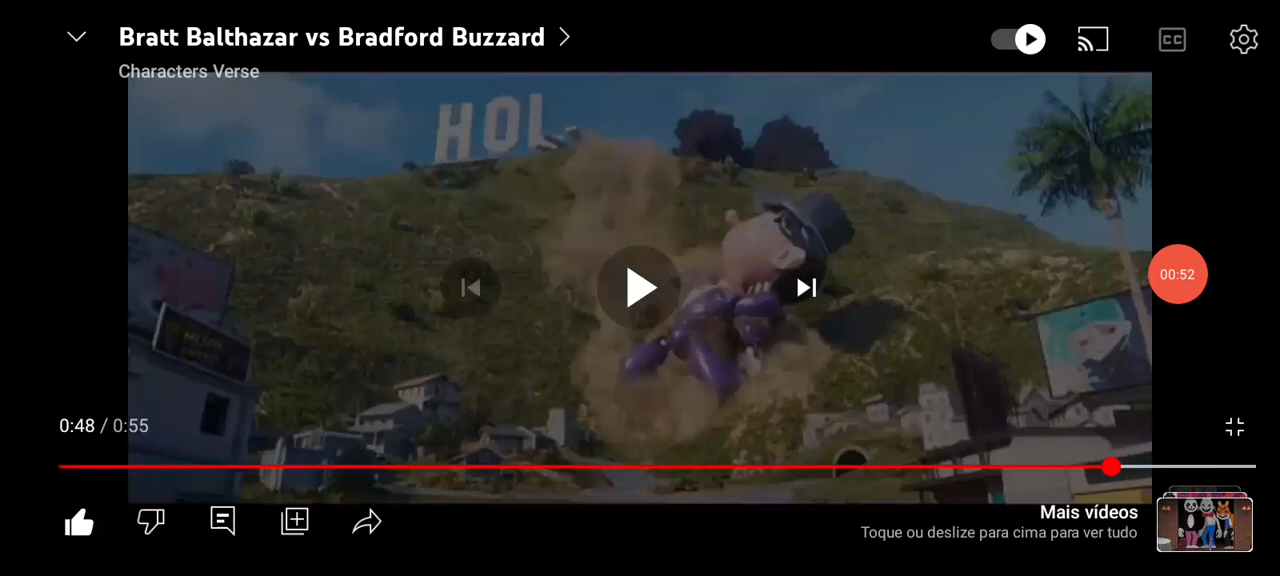 Bratt Balthazar vs Bradford Buzzard
Characters Verse
CC
HOL
00:52
0:48 / 0:55
Mais vídeos
Toque ou deslize para cima para ver tudo